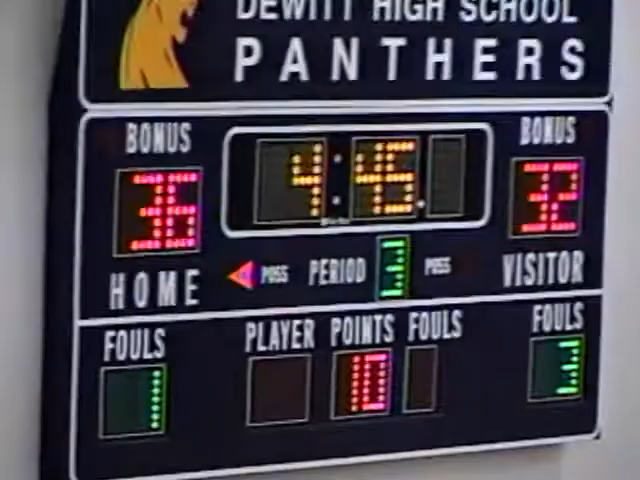 DEWITT HIGH SCHOOL
PANTHERS
BONUS BONUS
4:46
36 32
POSS PERIOD 3 POSS
HOME VISITOR
FOULS PLAYER POINTS FOULS FOULS
1 10 3